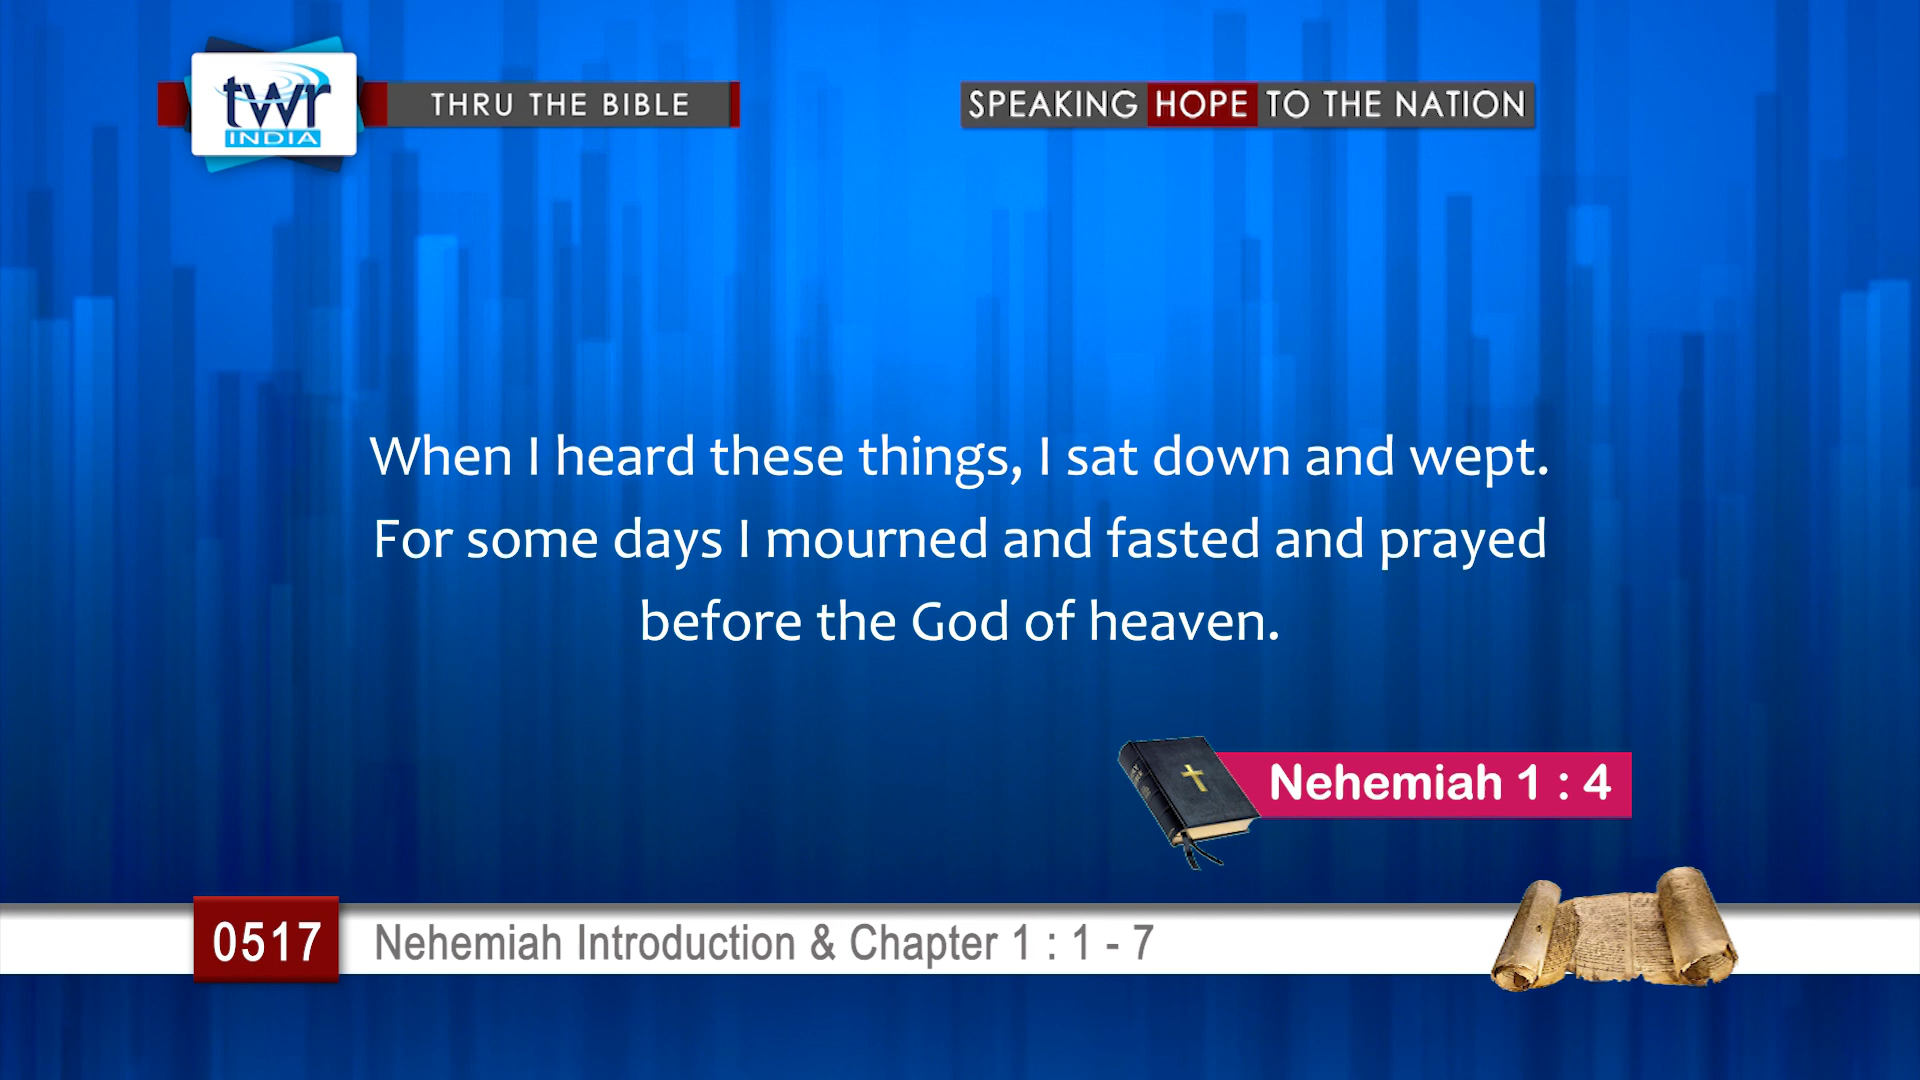 twr
INDIA
THRU THE BIBLE
SPEAKING HOPE TO THE NATION
When I heard these things, I sat down and wept.
For some days I mourned and fasted and prayed
before the God of heaven.
Nehemiah 1 : 4
0517
Nehemiah Introduction & Chapter 1 : 1 - 7